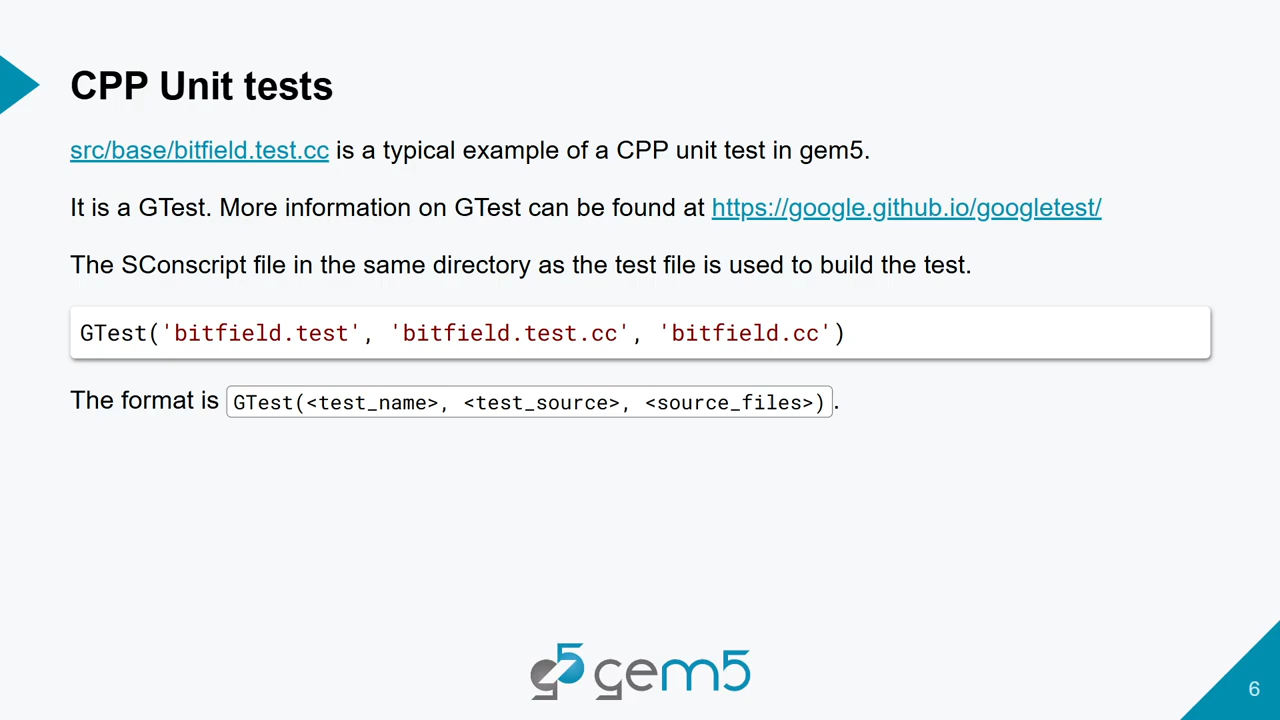 CPP Unit tests
src/base/bitfield.test.cc is a typical example of a CPP unit test in gem5.
It is a GTest. More information on GTest can be found at https://google.github.io/googletest/
The SConscript file in the same directory as the test file is used to build the test.
GTest('bitfield.test', 'bitfield.test.cc', 'bitfield.cc')
The format is GTest(<test_name>, <test_source>, <source_files>).
g5 gem5
6